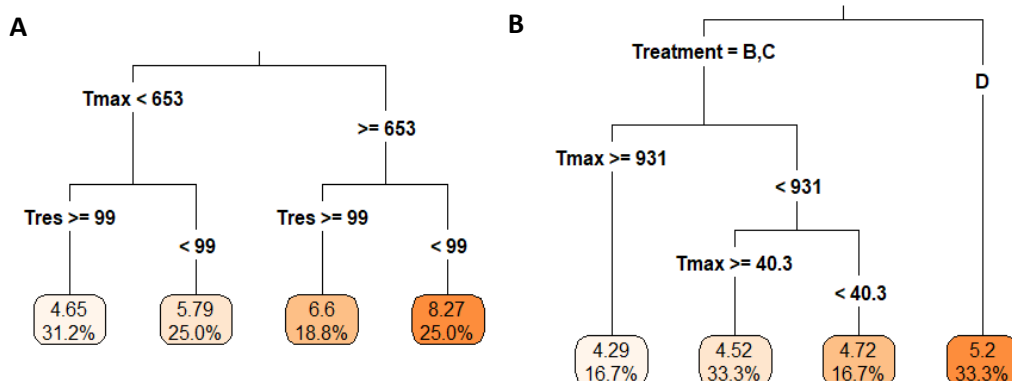 A
Tmax < 653
>= 653
Tres >= 99
< 99
Tres >= 99
< 99
4.65
31.2%
5.79
25.0%
6.6
18.8%
8.27
25.0%
B
Treatment = B,C
D
Tmax >= 931
< 931
Tmax >= 40.3
< 40.3
4.29
16.7%
4.52
33.3%
4.72
16.7%
5.2
33.3%